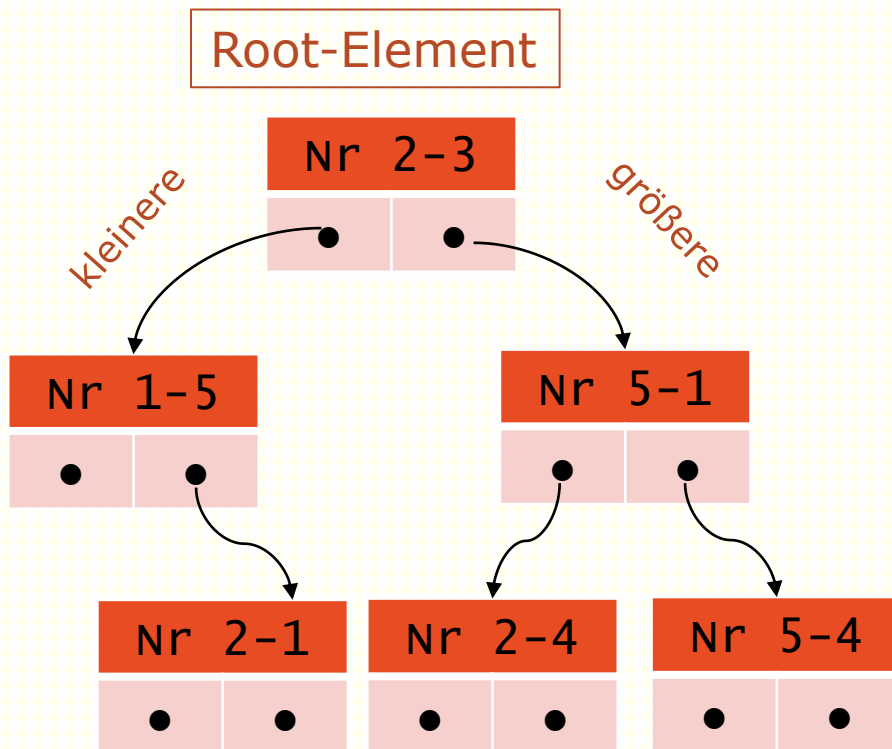 Root-Element
Nr 2-3
kleinere
größere
Nr 1-5
Nr 5-1
Nr 2-1
Nr 2-4
Nr 5-4